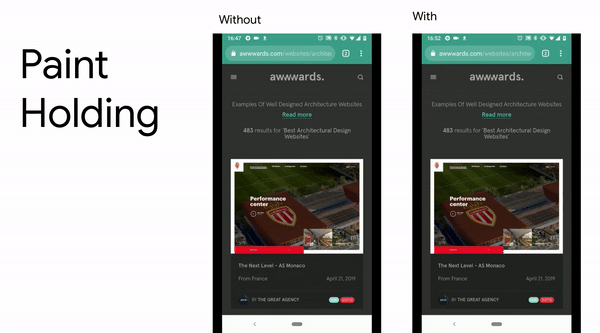 Paint
Holding
Without
16:47
awwwards.com/websites/architec
awwwards.
Examples Of Well Designed Architecture Websites
Read more
483 results for 'Best Architectural Design
Websites'
Performance
center
The Next Level - AS Monaco
From France
April 21, 2019
BY THE GREAT AGENCY
With
16:52
awwwards.com/websites/architec
awwwards.
Examples Of Well Designed Architecture Websites
Read more
483 results for 'Best Architectural Design
Websites'
Performance
center
The Next Level - AS Monaco
From France
April 21, 2019
BY THE GREAT AGENCY